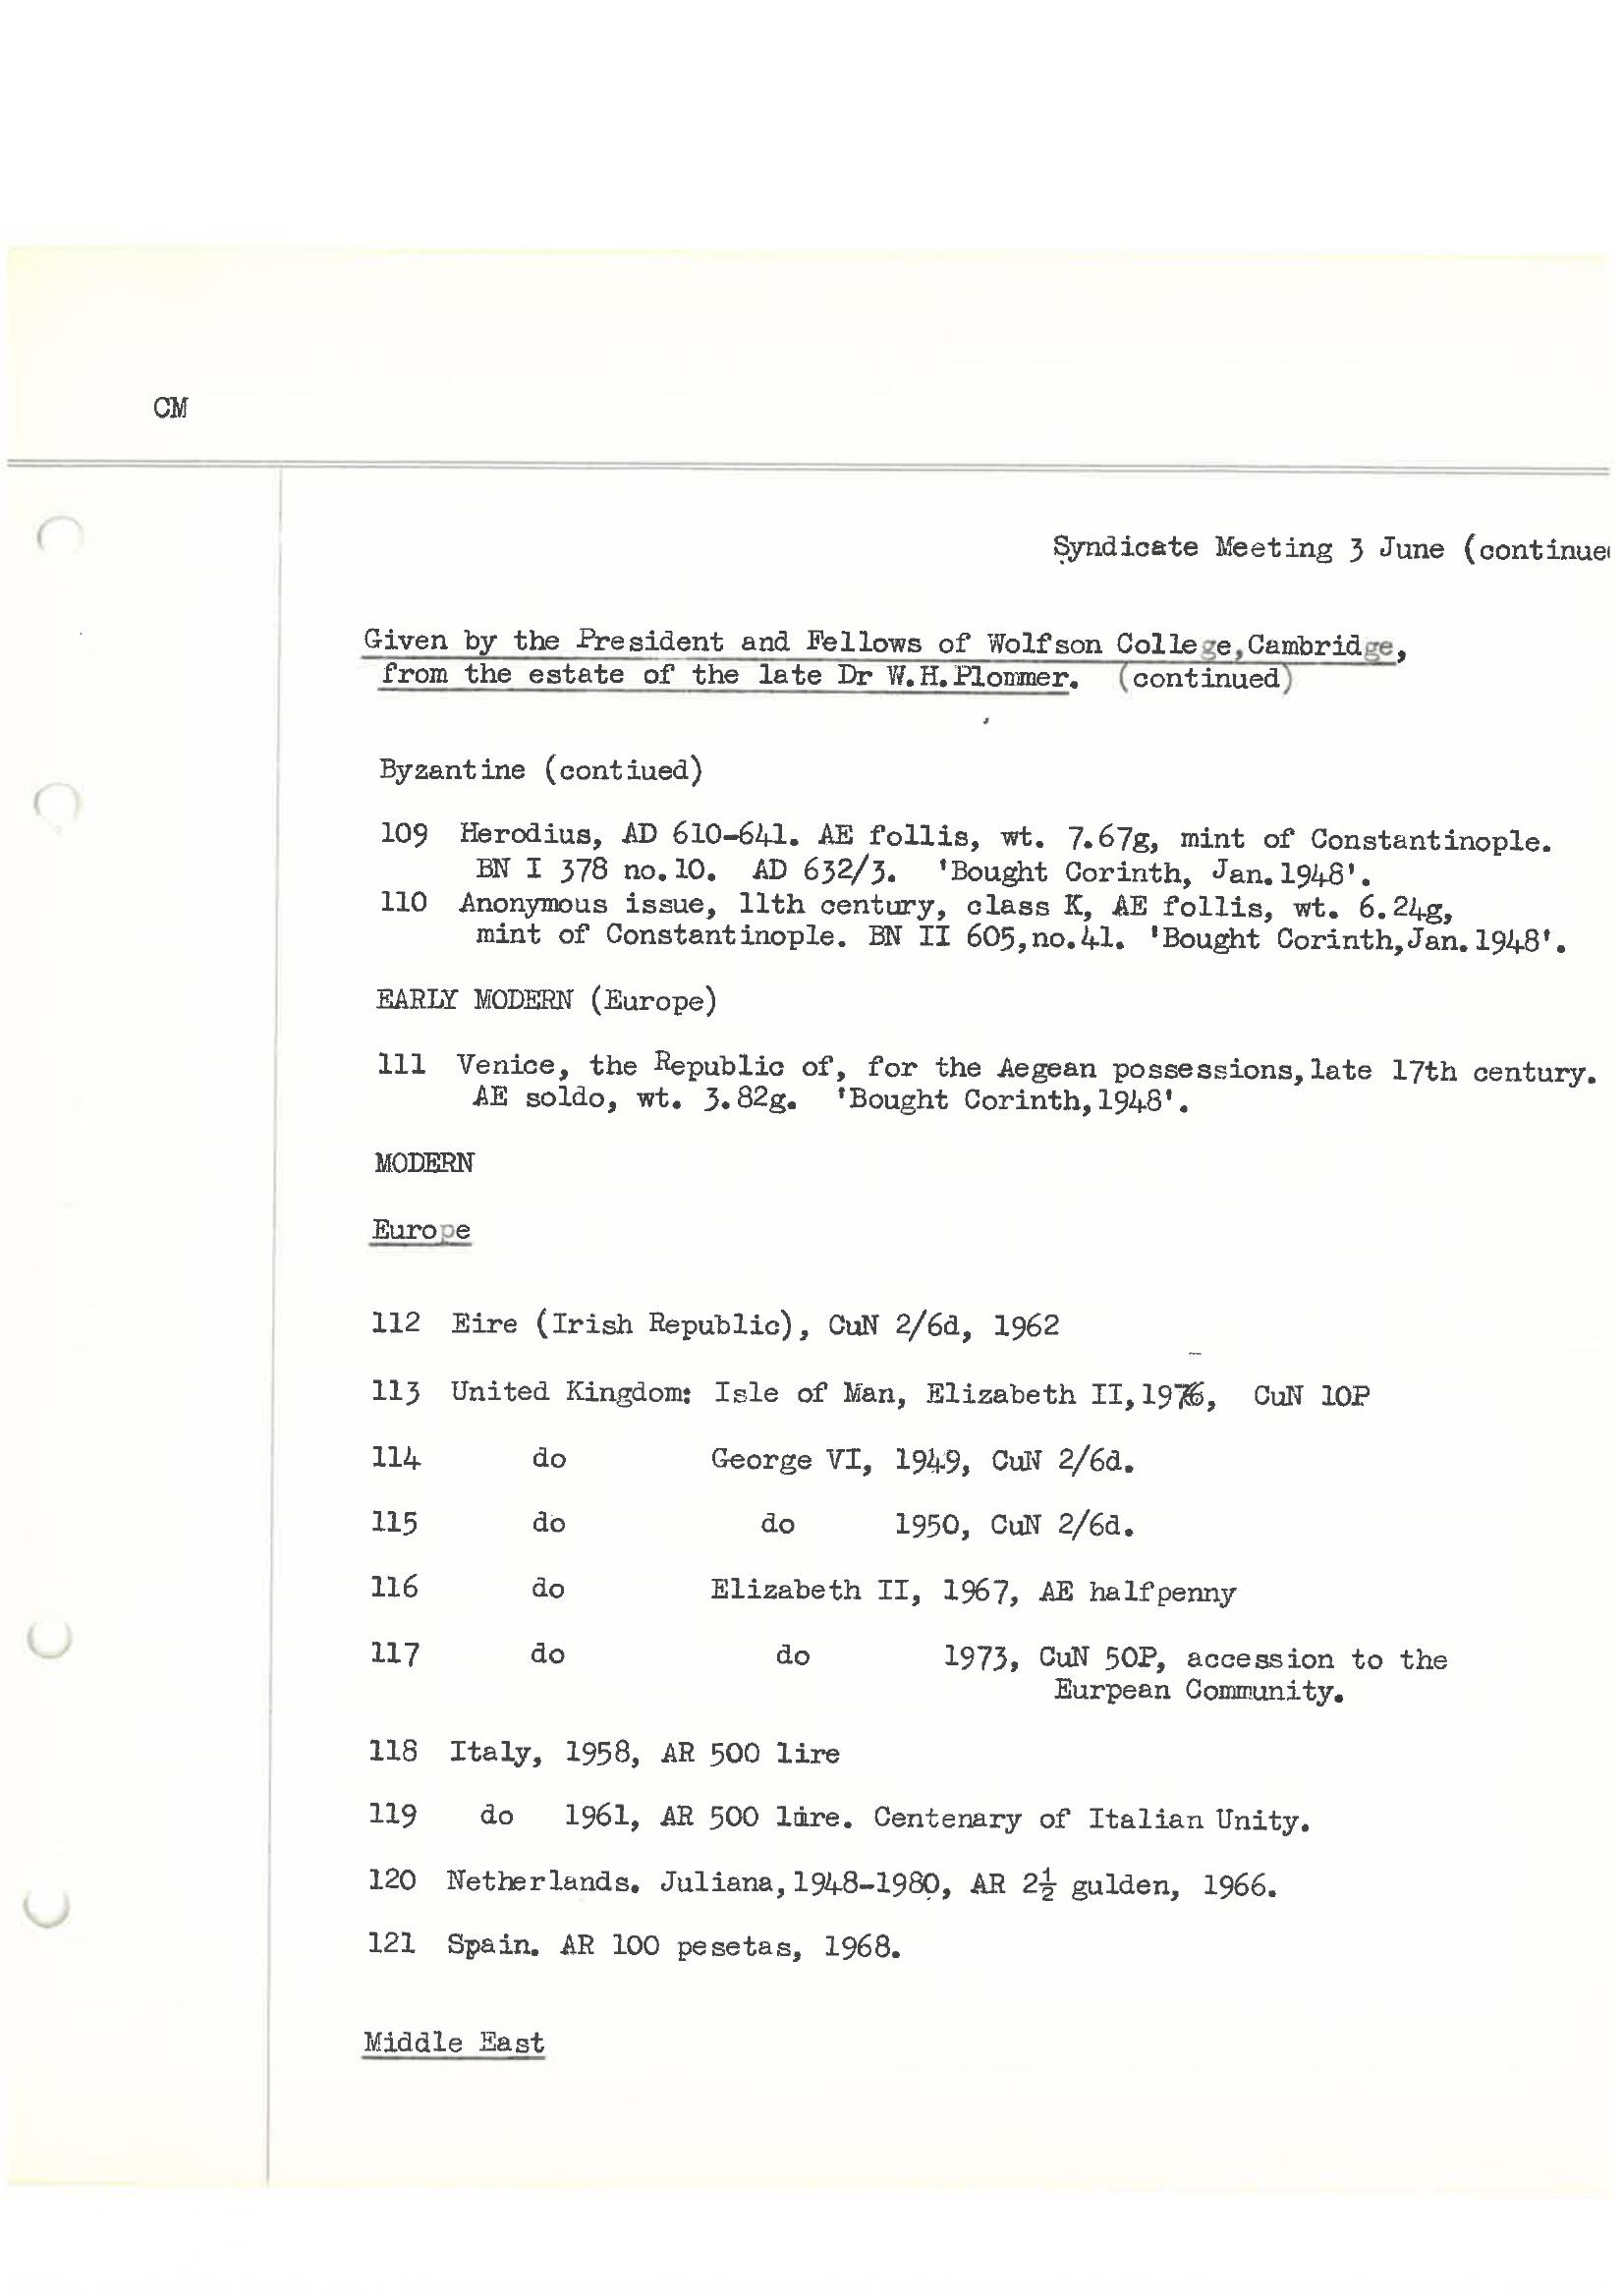 CM
Syndicate Meeting 3 June (continue
Given by the President and Fellows of Wolfson College,Cambridge,
from the estate of the late Dr W.H.Plommer. (continued)
Byzantine (contiued)
109 Herodius, AD 610-641. AE follis, wt. 7.67g, mint of Constantinople.
BN I 378 no.10. AD 632/3. 'Bought Corinth, Jan.1948'.
110 Anonymous issue, 11th century, class K, AE follis, wt. 6.24g,
mint of Constantinople. BN II 605,no.41. 'Bought Corinth,Jan.1948'.
EARLY MODERN (Europe)
111 Venice, the Republic of, for the Aegean possessions,late 17th century.
AE soldo, wt. 3.82g. 'Bought Corinth,1948'.
MODERN
Europe
112 Eire (Irish Republic), CuN 2/6d, 1962
113 United Kingdom: Isle of Man, Elizabeth II,1976, CuN 10P
114 do George VI, 1949, CuN 2/6d.
115 do do 1950, CuN 2/6d.
116 do Elizabeth II, 1967, AE halfpenny
117 do do 1973, CuN 50P, accession to the
Eurpean Community.
118 Italy, 1958, AR 500 lire
119 do 1961, AR 500 lire. Centenary of Italian Unity.
120 Netherlands. Juliana,1948-1980, AR 2½ gulden, 1966.
121 Spain. AR 100 pesetas, 1968.
Middle East